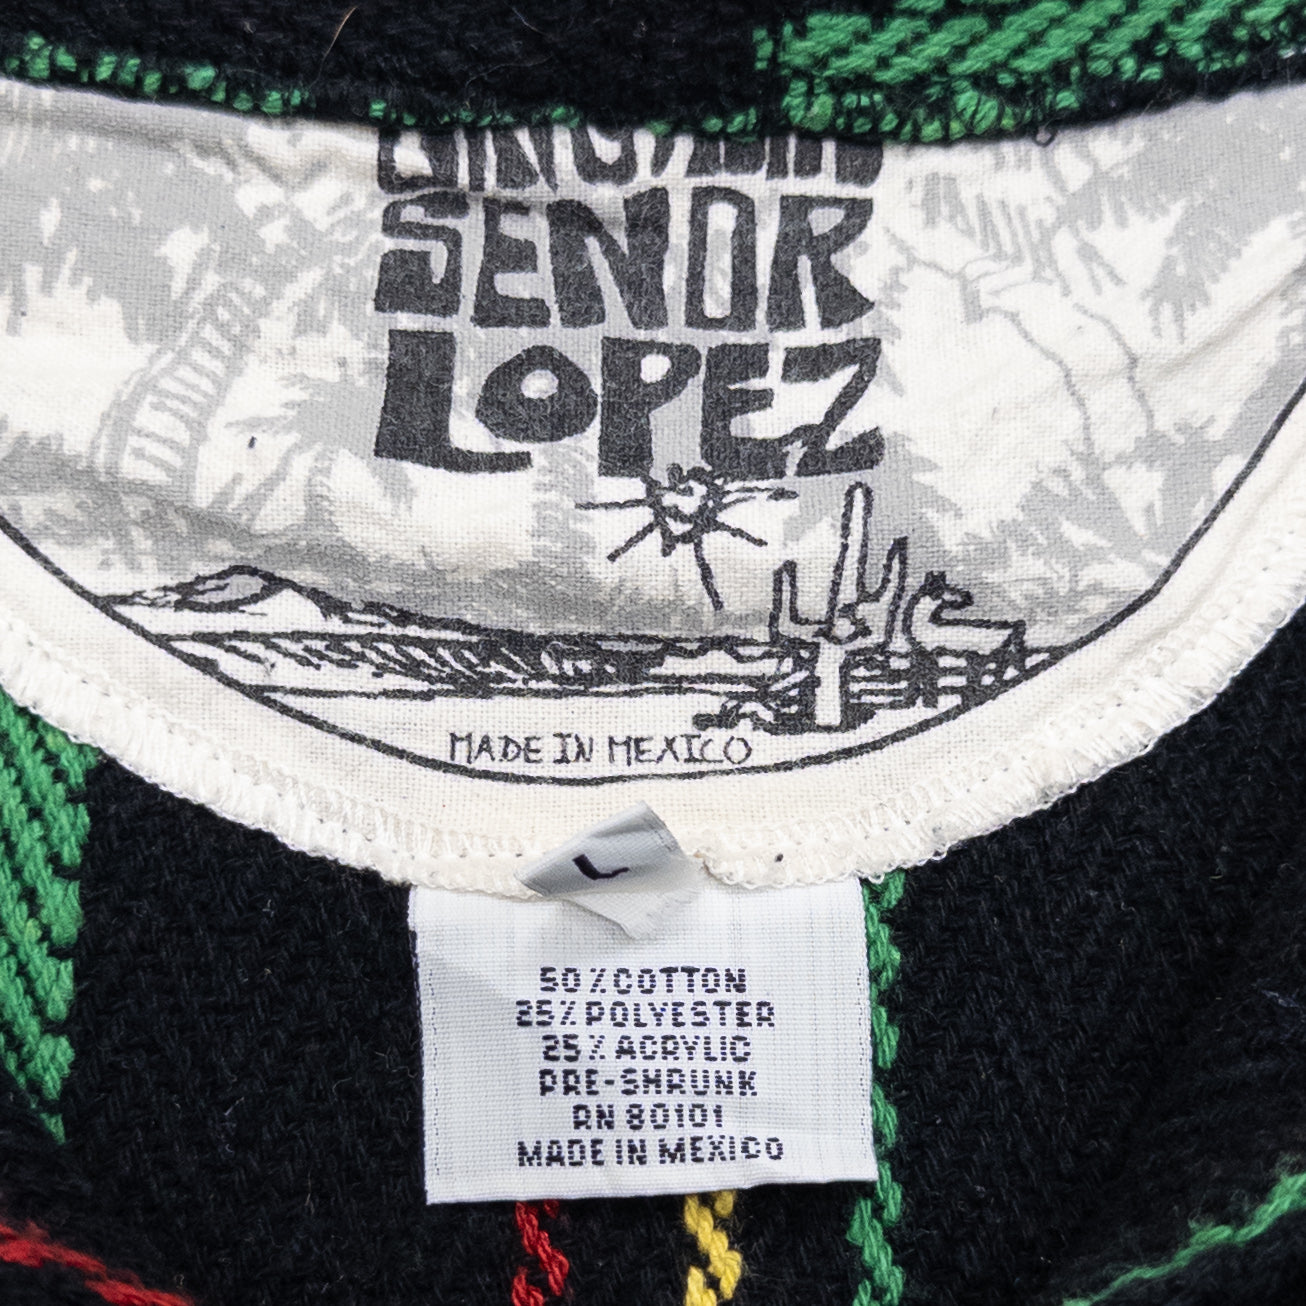 SENOR
LOPEZ
MADE IN MEXICO
L
50% COTTON
25% POLYESTER
25% ACRYLIC
PRE-SHRUNK
RN 80101
MADE IN MEXICO